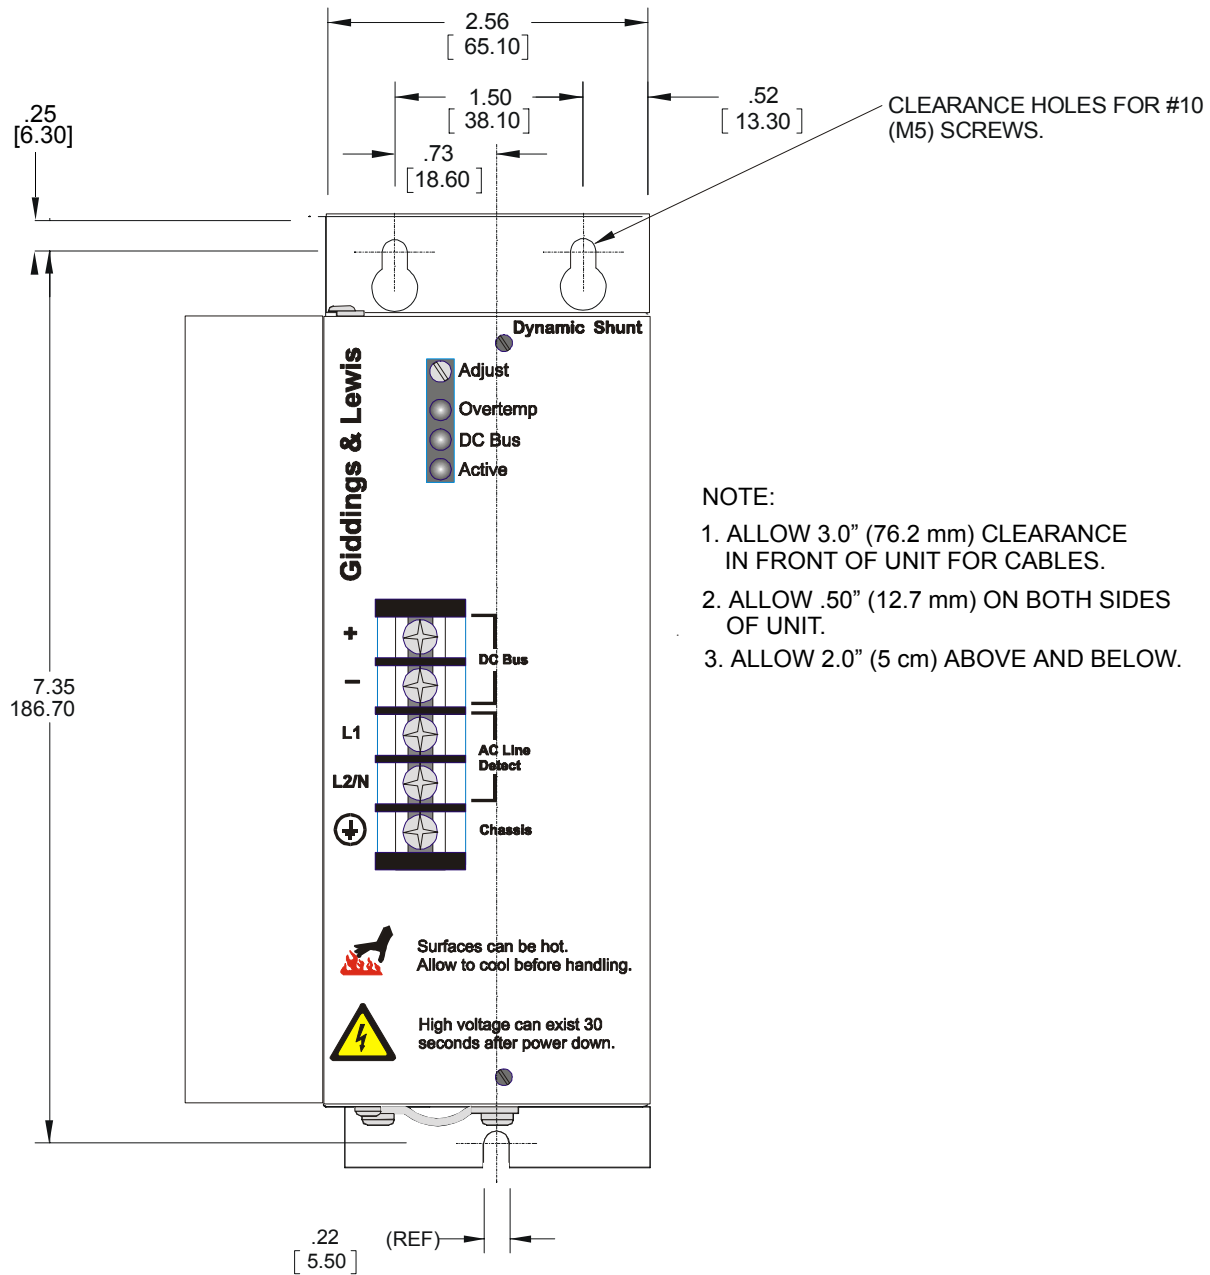 2.56
[ 65.10]
.25
[6.30]
1.50
[ 38.10]
.52
[ 13.30 ]
CLEARANCE HOLES FOR #10
(M5) SCREWS.
.73
[18.60 ]
Dynamic Shunt
Giddings & Lewis
Adjust
Overtemp
DC Bus
Active
NOTE:
1. ALLOW 3.0” (76.2 mm) CLEARANCE
IN FRONT OF UNIT FOR CABLES.
2. ALLOW .50” (12.7 mm) ON BOTH SIDES
OF UNIT.
3. ALLOW 2.0” (5 cm) ABOVE AND BELOW.
7.35
186.70
+
–
DC Bus
L1
L2/N
AC Line
Detect
Chassis
Surfaces can be hot.
Allow to cool before handling.
High voltage can exist 30
seconds after power down.
.22
[ 5.50 ]
(REF)